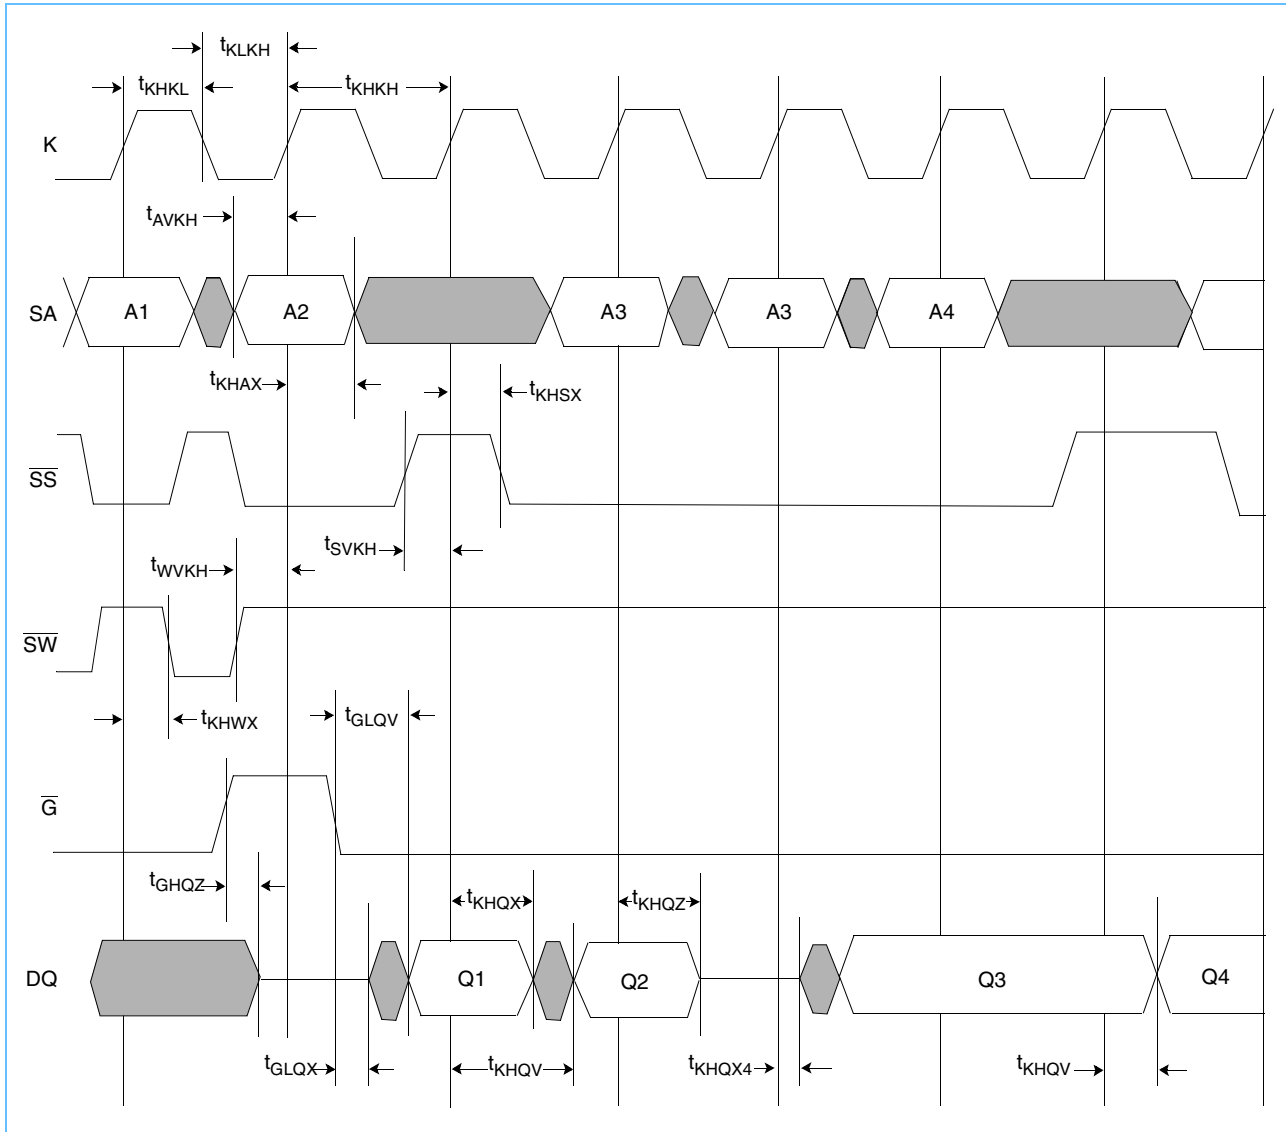 tKLKH
tKHKL
tKHKH
K
tAVKH
SA
A1
A2
A3
A3
A4
tKHAX
tKHSX
SS
tSVKH
tWVKH
SW
tKHWX
tGLQV
G
tGHQZ
tKHQX
tKHQZ
DQ
Q1
Q2
Q3
Q4
tGLQX
tKHQV
tKHQX4
tKHQV